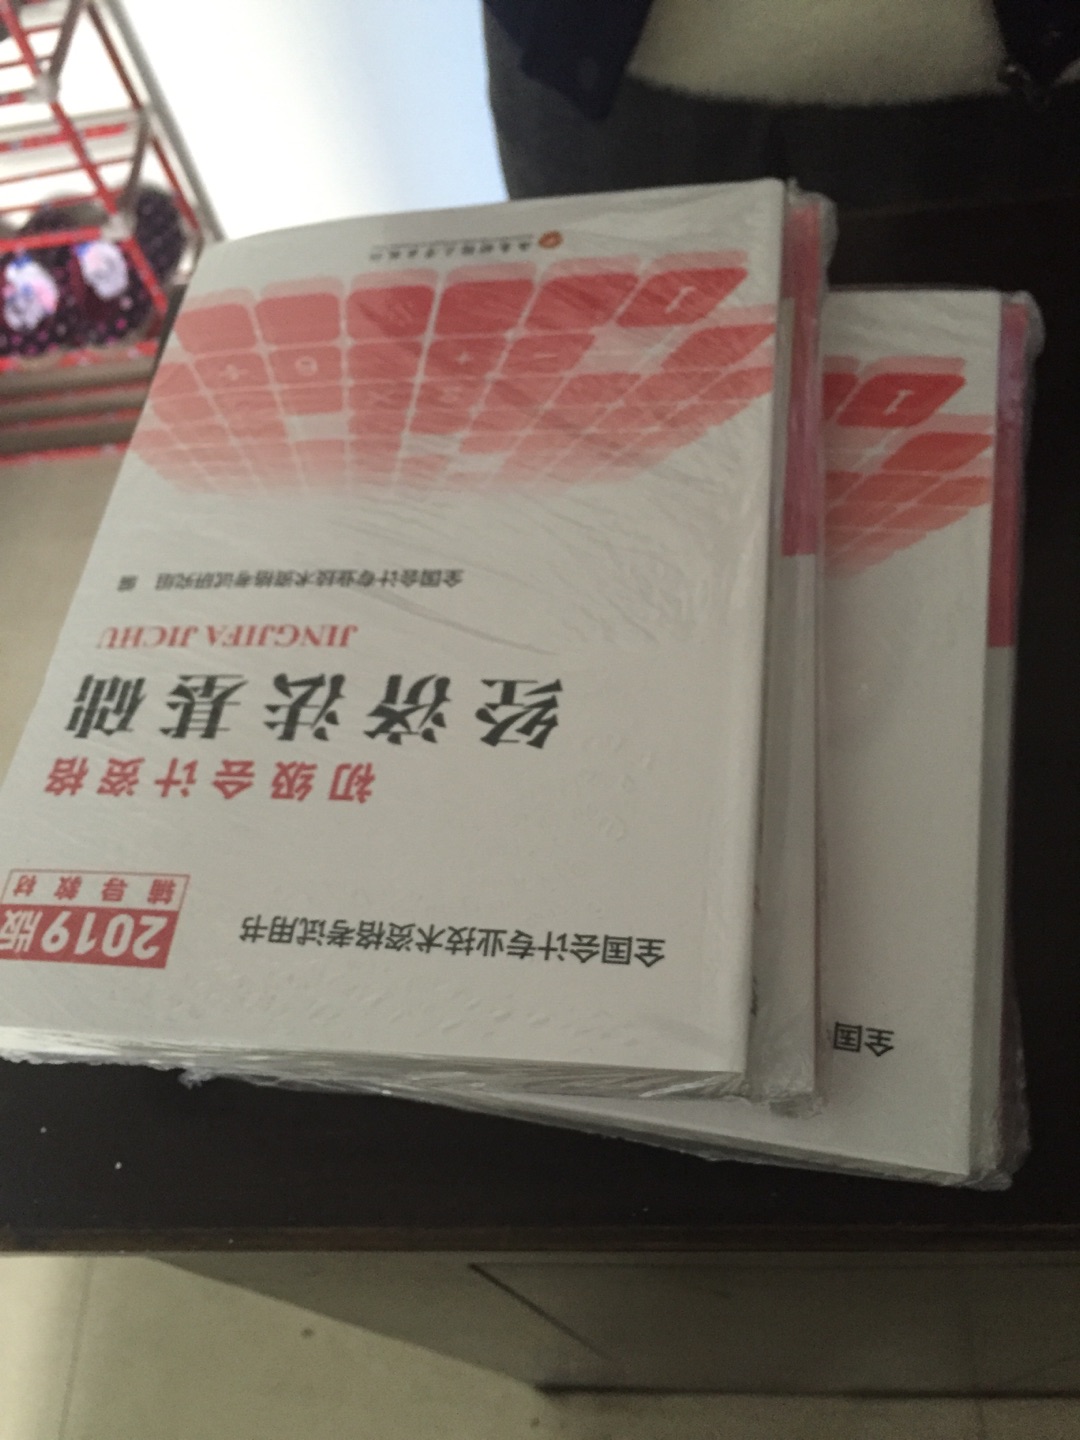 全国会计专业技术资格考试用书
2019版
辅导教材
初级会计资格
经济法基础
JINGJIFA JICHU
全国会计专业技术资格考试研究组 编
全国